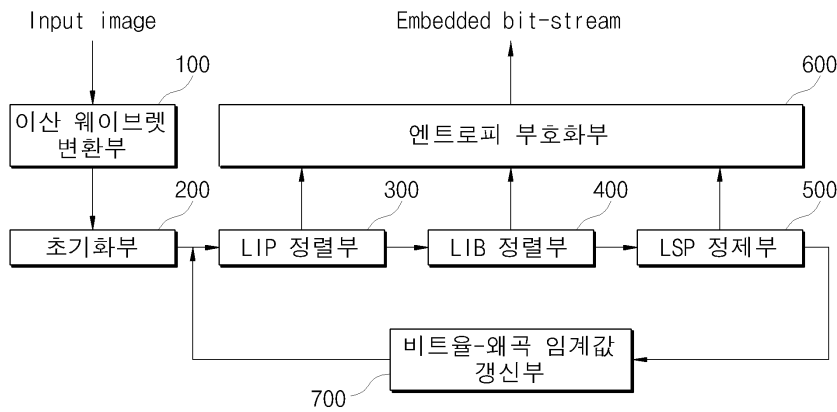 Input image
Embedded bit-stream
100
600
이산 웨이브렛
변환부
엔트로피 부호화부
200
300
400
500
초기화부
LIP 정렬부
LIB 정렬부
LSP 정제부
비트율-왜곡 임계값
갱신부
700